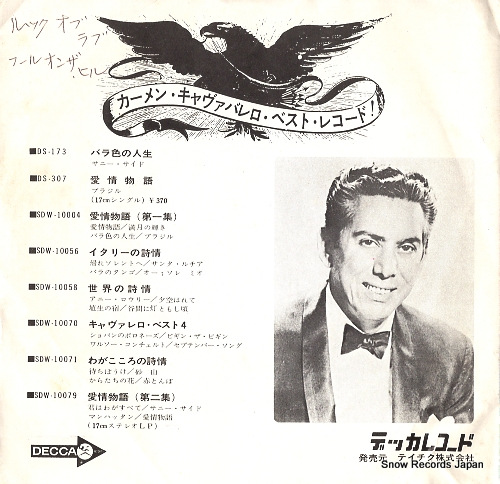 ルック オブ
ラブ
フール オンザ
ヒル
カーメン・キャヴァバレロ・ベスト・レコード!
■DS-173 バラ色の人生
サニー・サイド
■DS-307 愛情物語
ブラジル
(17cmシングル) ¥370
■SDW-10004 愛情物語(第一集)
愛情物語/満月の輝き
バラ色の人生/ブラジル
■SDW-10056 イタリーの詩情
帰れソレントへ/サンタ・ルチア
バラのタンゴ/オー;ソレ ミオ
■SDW-10058 世界の詩情
アニー・ロウリー/夕空はれて
埴生の宿/谷間に灯ともし頃
■SDW-10070 キャヴァレロ・ベスト4
ショパンのポロネーズ/ビギン・ザ・ビギン
ワルソー・コンチェルト/セプテンバー・ソング
■SDW-10071 わがこころの詩情
待ちぼうけ/砂山
からたちの花/赤とんぼ
■SDW-10079 愛情物語(第二集)
君はわがすべて/サニー・サイド
マンハッタン/愛情物語
(17cmステレオLP)
DECCA
デッカレコード
発売元 テイチク株式会社
Snow Records Japan